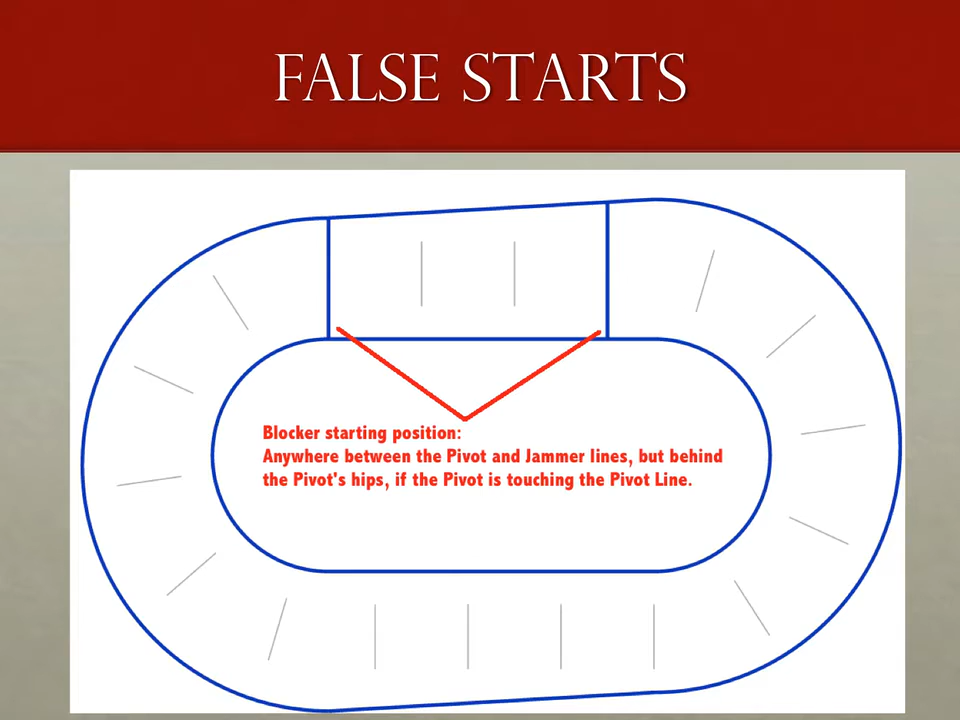 FALSE STARTS
Blocker starting position:
Anywhere between the Pivot and Jammer lines, but behind
the Pivot's hips, if the Pivot is touching the Pivot Line.